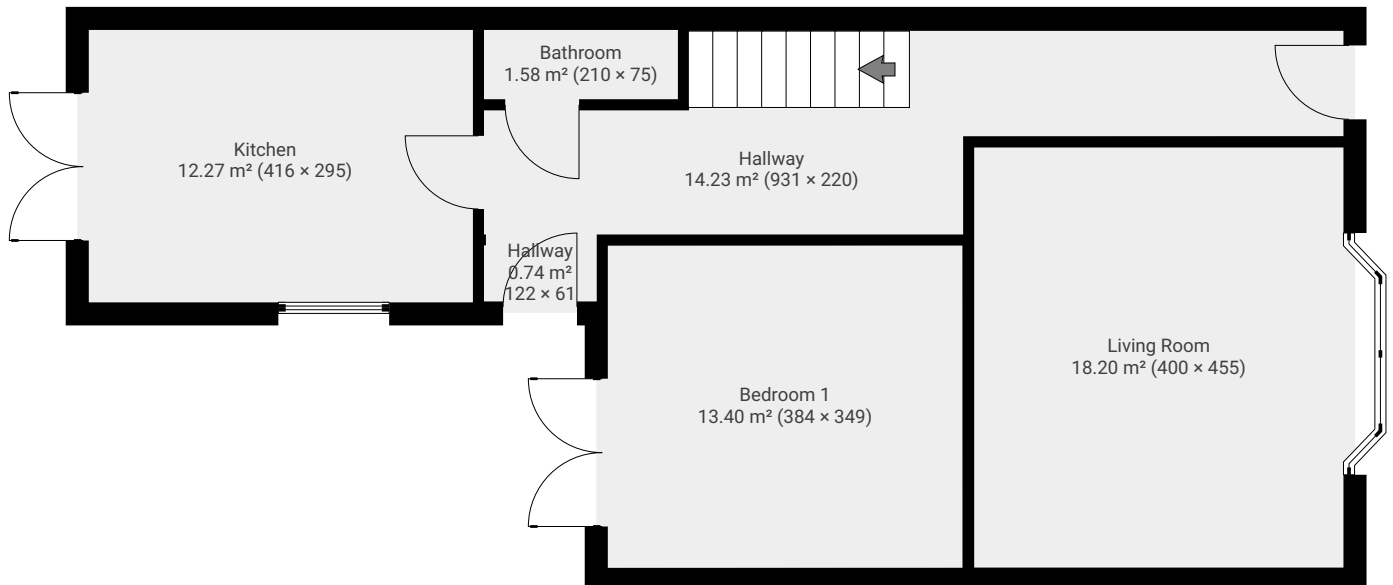 Bathroom
1.58 m² (210 × 75)
Kitchen
12.27 m² (416 × 295)
Hallway
14.23 m² (931 × 220)
Hallway
0.74 m²
122 × 61
Living Room
18.20 m² (400 × 455)
Bedroom 1
13.40 m² (384 × 349)